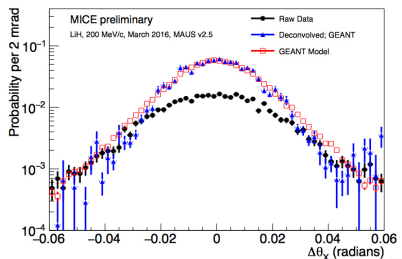 MICE preliminary
LiH, 200 MeV/c, March 2016, MAUS v2.5
Raw Data
Deconvolved; GEANT
GEANT Model
Probability per 2 mrad
10⁻¹
10⁻²
10⁻³
10⁻⁴
−0.06 −0.04 −0.02 0 0.02 0.04 0.06
Δθx (radians)